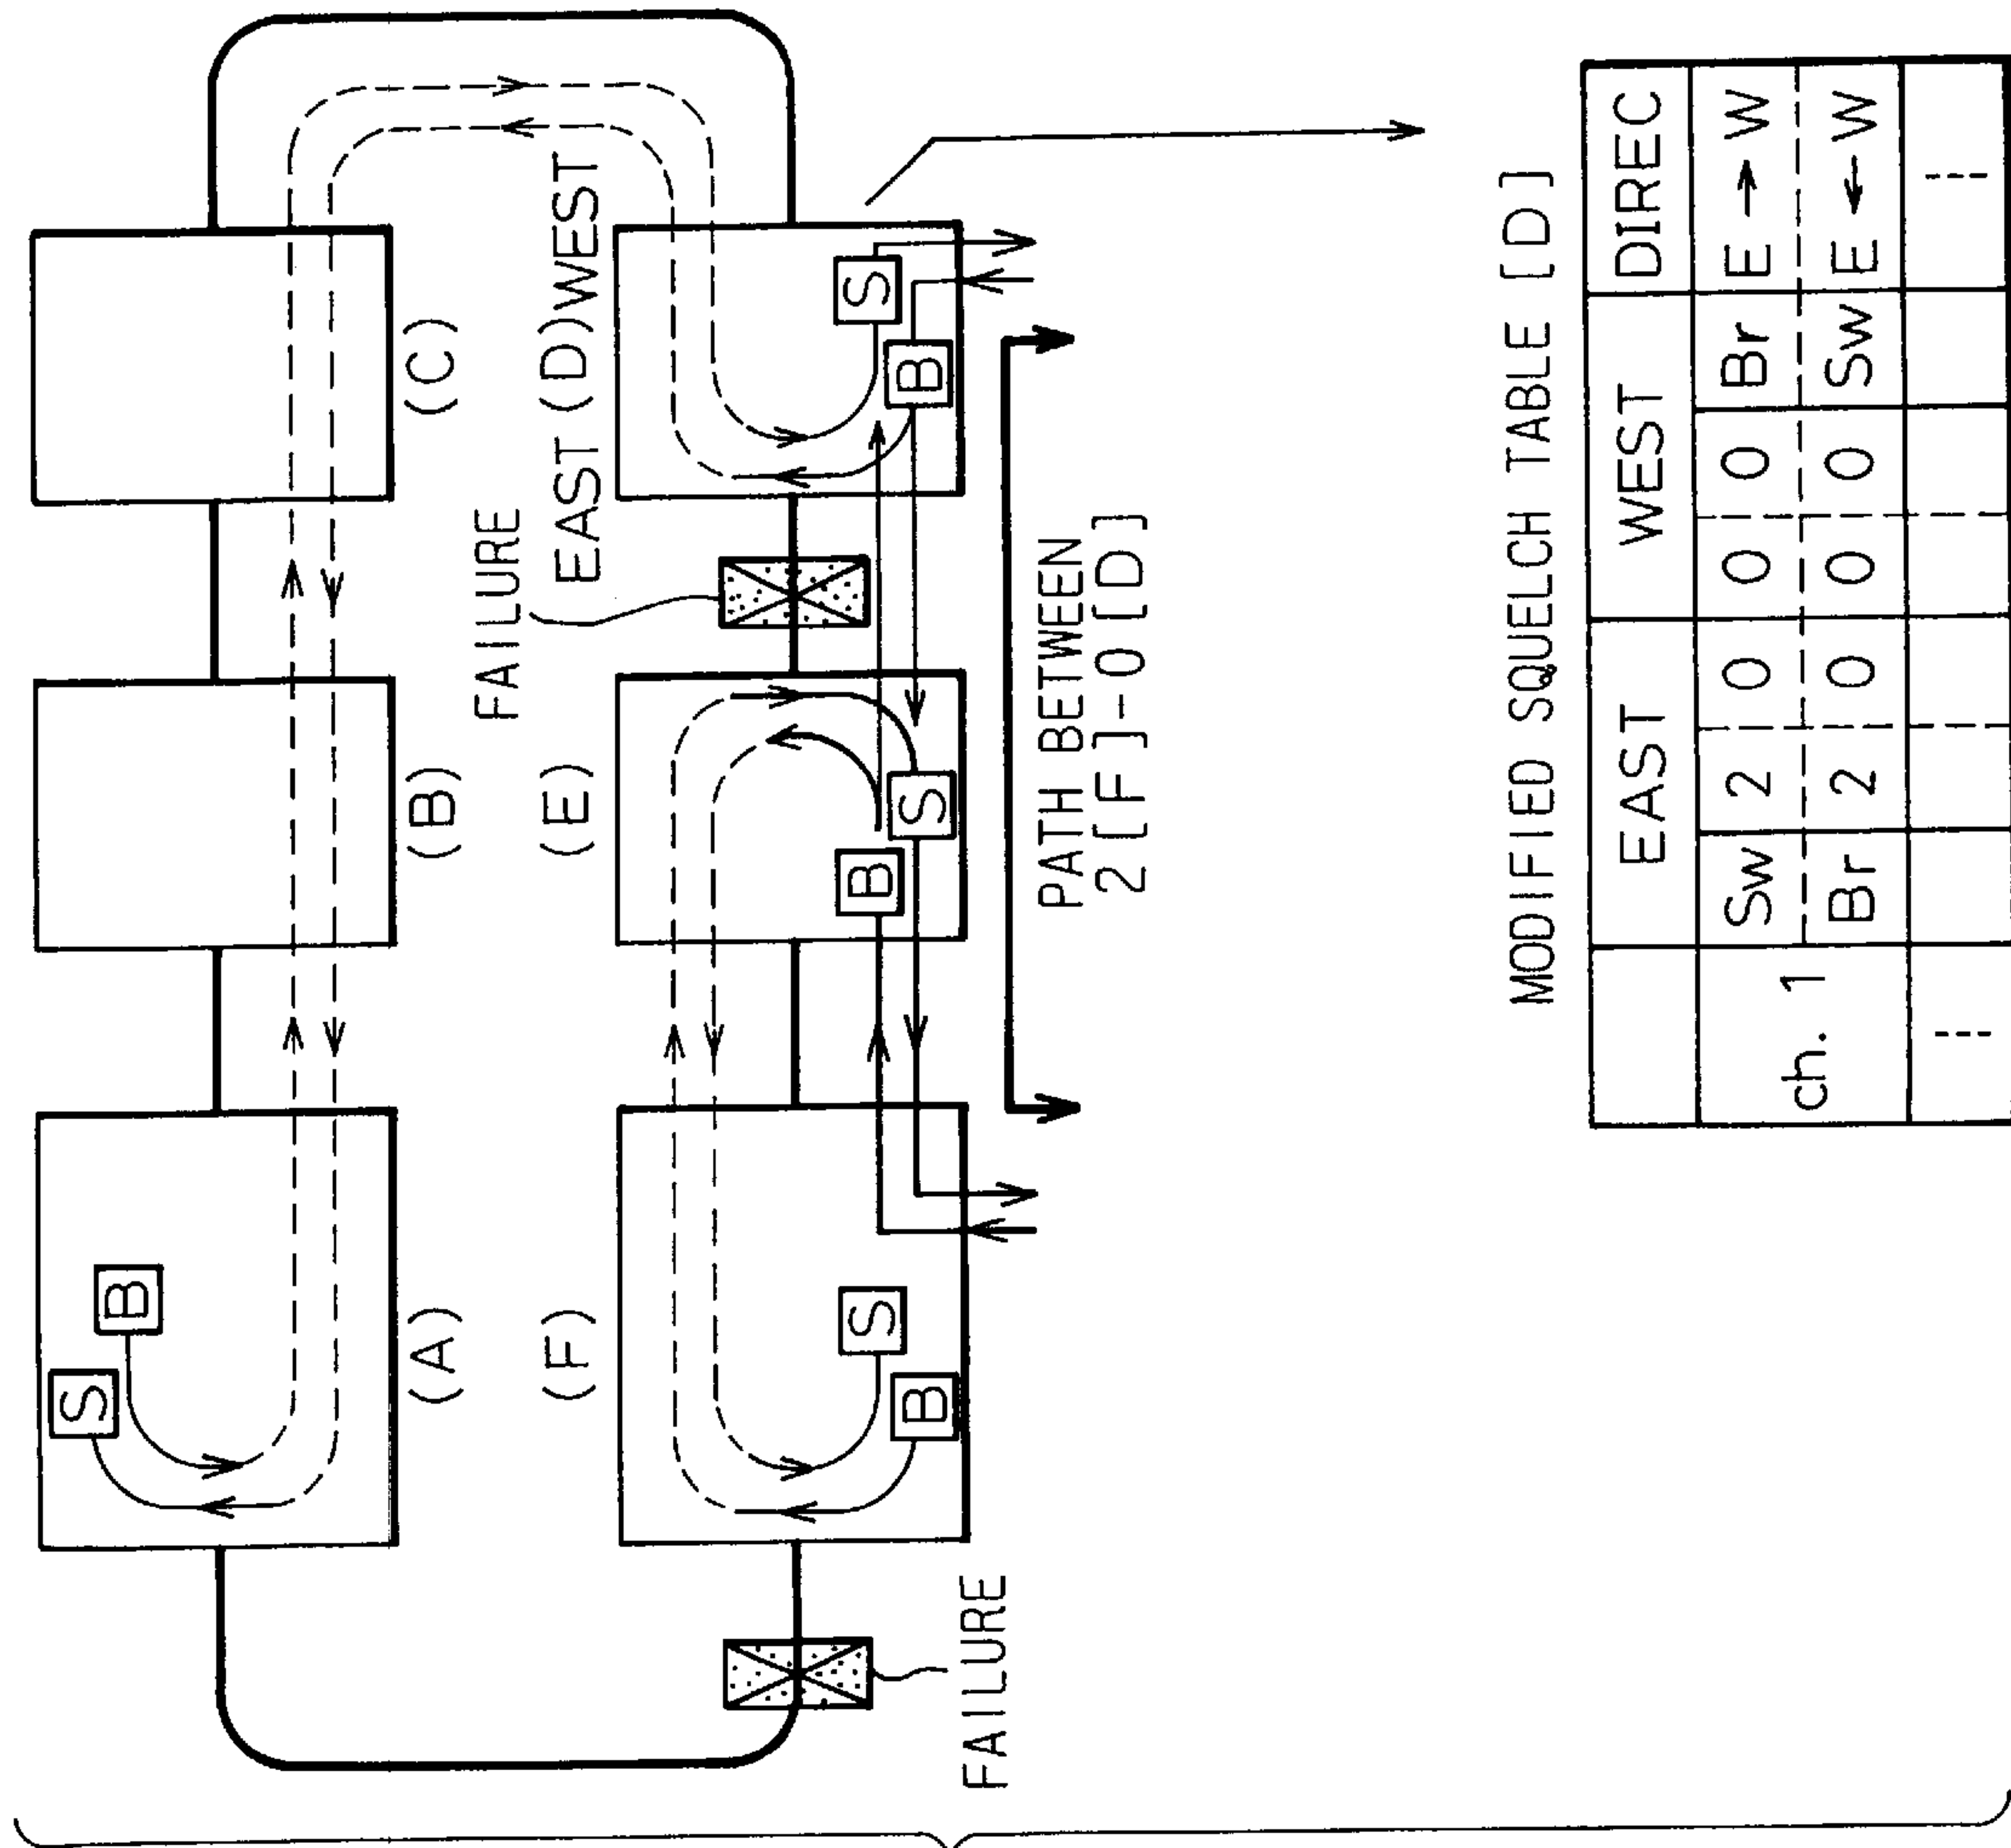 S
B
(A) (B) (C)
FAILURE
(F) (E) (D)
EAST WEST
S B S
B S B
FAILURE
PATH BETWEEN
2[F]-0[D]
MODIFIED SQUELCH TABLE [D]
EAST WEST DIREC
ch. 1
Sw 2 0 0 0 Br E → W
Br 2 0 0 0 Sw E ← W